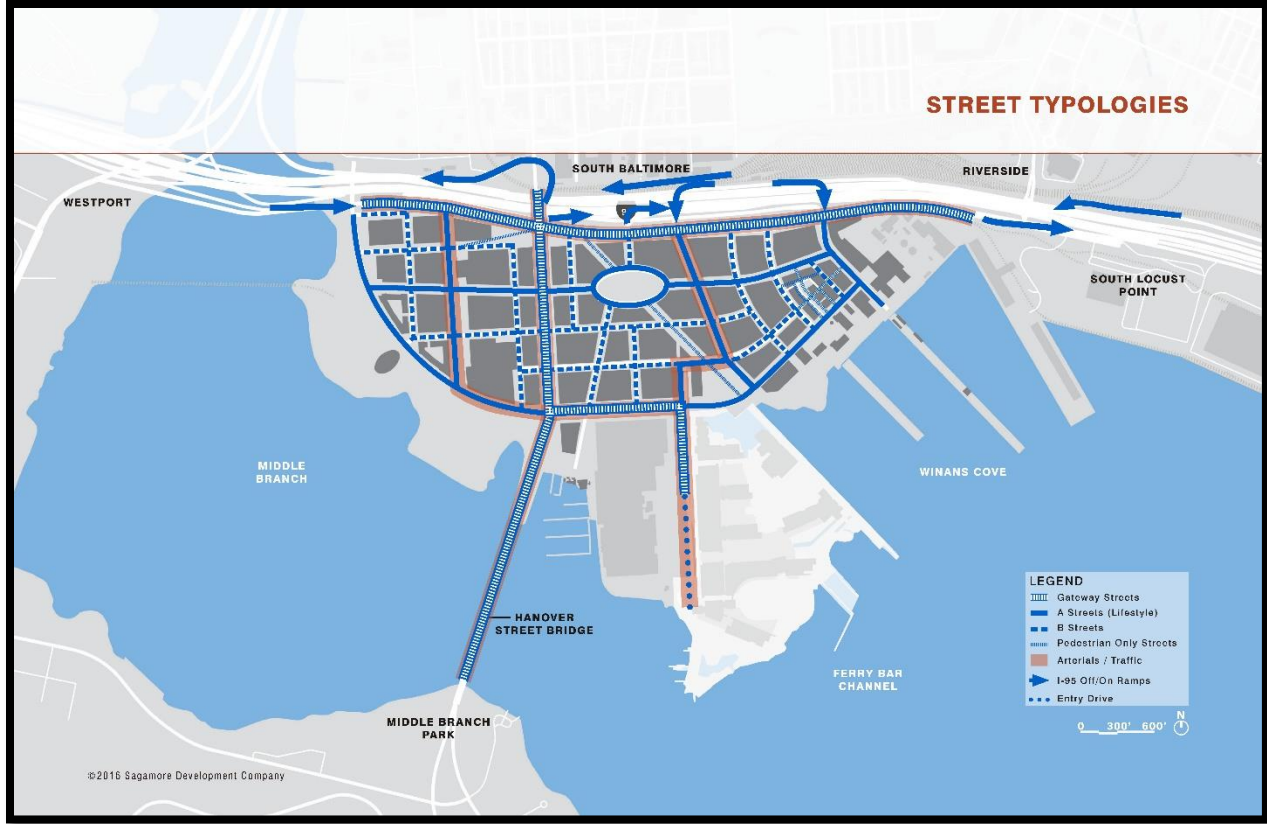 STREET TYPOLOGIES
SOUTH BALTIMORE
RIVERSIDE
WESTPORT
SOUTH LOCUST
POINT
MIDDLE
BRANCH
WINANS COVE
HANOVER
STREET BRIDGE
FERRY BAR
CHANNEL
MIDDLE BRANCH
PARK
LEGEND
Gateway Streets
A Streets (Lifestyle)
B Streets
Pedestrian Only Streets
Arterials / Traffic
I-95 Off/On Ramps
Entry Drive
0 300' 600'
N
©2016 Sagamore Development Company